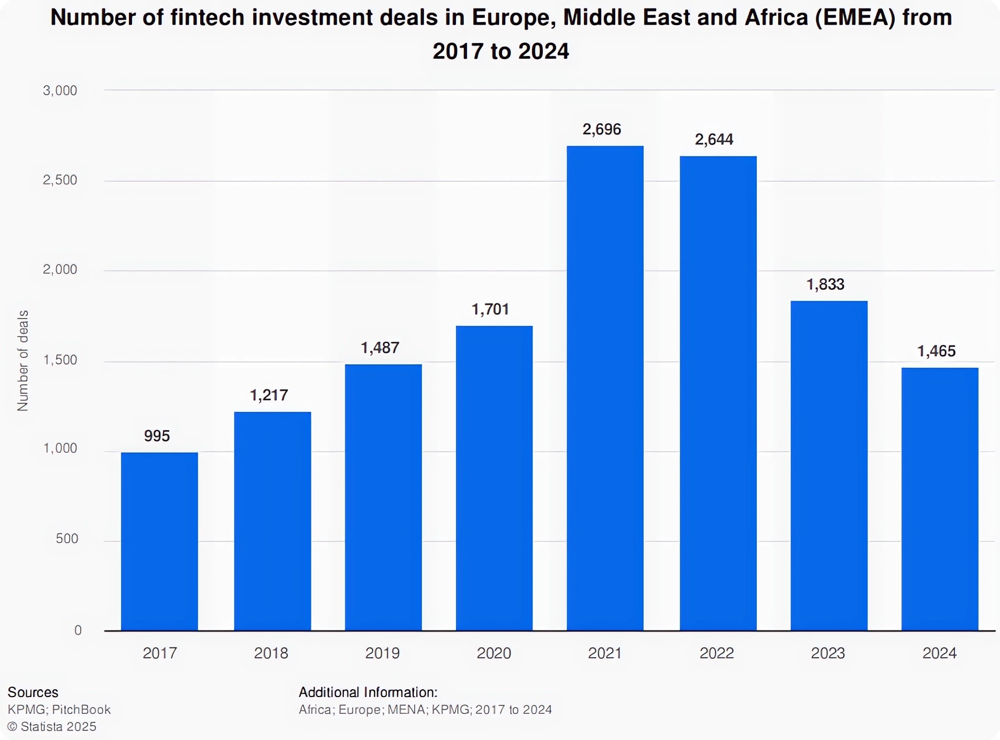 Number of fintech investment deals in Europe, Middle East and Africa (EMEA) from
2017 to 2024
3,000
2,500
2,000
1,500
1,000
500
0
Number of deals
995
1,217
1,487
1,701
2,696
2,644
1,833
1,465
2017
2018
2019
2020
2021
2022
2023
2024
Sources
KPMG; PitchBook
© Statista 2025
Additional Information:
Africa; Europe; MENA; KPMG; 2017 to 2024